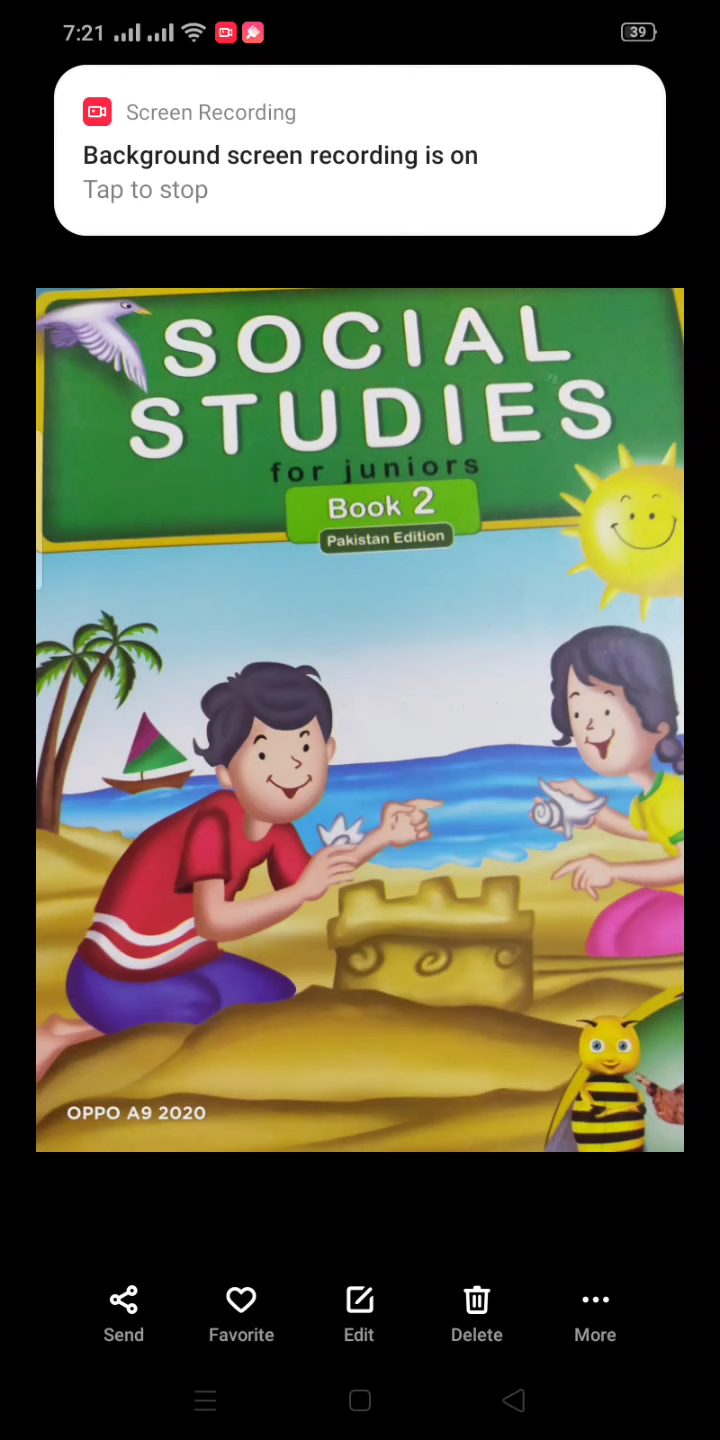 7:21
39
Screen Recording
Background screen recording is on
Tap to stop
SOCIAL
STUDIES
for juniors
Book 2
Pakistan Edition
OPPO A9 2020
Send Favorite Edit Delete More